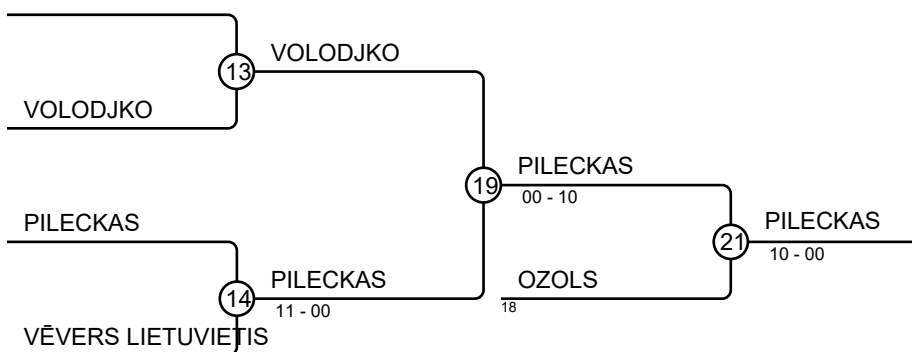 VOLODJKO
13
VOLODJKO
PILECKAS
19
00 - 10
PILECKAS
PILECKAS
21
10 - 00
PILECKAS
14
11 - 00
OZOLS
18
VĒVERS LIETUVIETIS